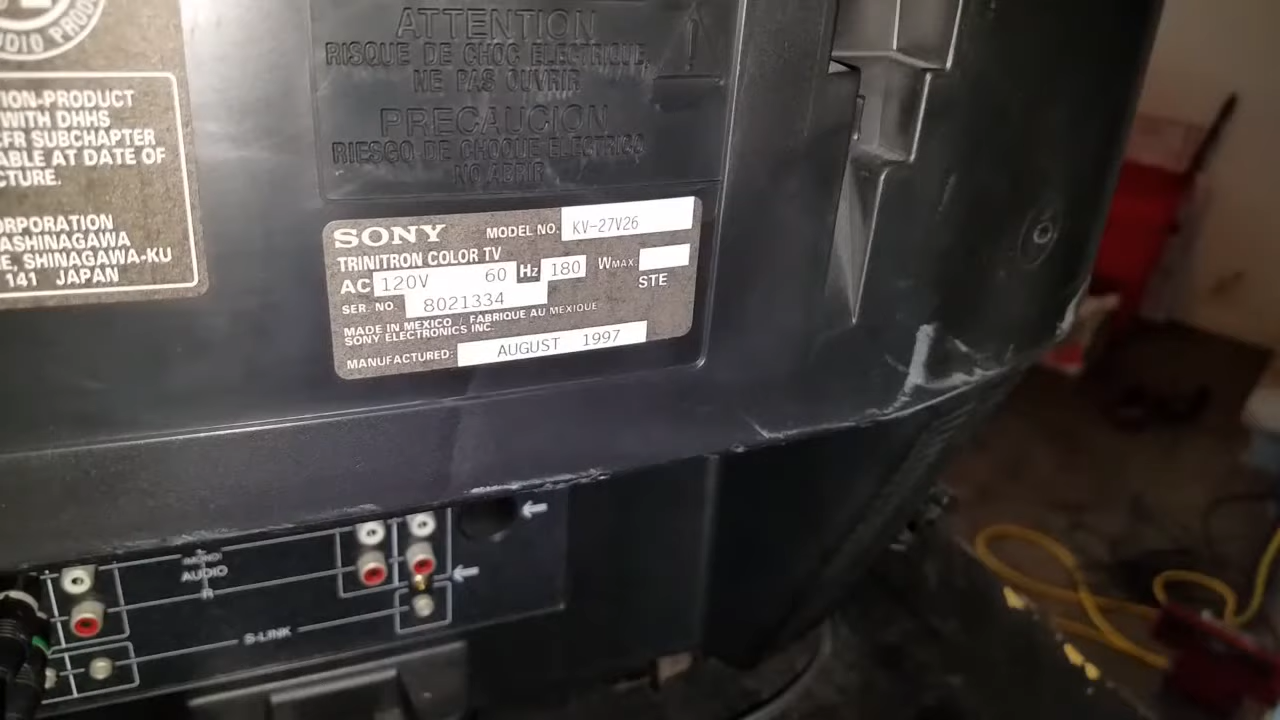 UDIO PROD
ION-PRODUCT
WITH DHHS
CFR SUBCHAPTER
ABLE AT DATE OF
CTURE.
ORPORATION
ASHINAGAWA
E, SHINAGAWA-KU
141 JAPAN
ATTENTION
RISQUE DE CHOC ELECTRIQUE,
NE PAS OUVRIR
PRECAUCION
RIESGO DE CHOQUE ELECTRICO
NO ABRIR
SONY MODEL NO. KV-27V26
TRINITRON COLOR TV
AC 120V 60 Hz 180 WMAX.
STE
SER. NO. 8021334
MADE IN MEXICO / FABRIQUE AU MEXIQUE
SONY ELECTRONICS INC.
MANUFACTURED: AUGUST 1997
L
(MONO)
AUDIO
R
S-LINK